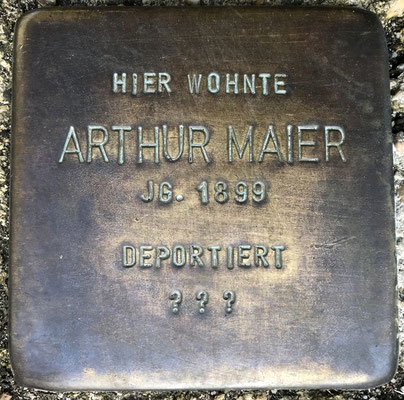 HIER WOHNTE
ARTHUR MAIER
JG. 1899
DEPORTIERT
? ? ?